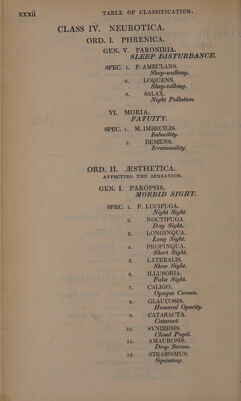 xxxii TABLE OF CLASSIFICATION.
CLASS IV. NEUROTICA.
ORD. I. PHRENICA.
GEN. V. PARONIRIA.
SLEEP DISTURBANCE.
SPEC. 1. P. AMBULANS.
Sleep-walking.
2. LOQUENS.
Sleep-talking.
3. SALAX.
Night Pollution.
VI. MORIA.
FATUITY.
SPEC. 1. M. IMBECILIS.
Imbecility.
2. DEMENS.
Irrationality.
ORD. II. ÆSTHETICA.
AFFECTING THE SENSATION.
GEN. I. PAROPSIS.
MORBID SIGHT.
SPEC. 1. P. LUCIFUGA.
Night Sight.
2. NOCTIFUGA.
Day Sight.
3. LONGINQUA.
Long Sight.
4. PROPINQUA.
Short Sight.
5. LATERALIS.
Skew Sight.
6. ILLUSORIA.
False Sight.
7. CALIGO.
Opaque Cornea.
8. GLAUCOSIS.
Humoral Opacity.
9. CATARACTA.
Cataract.
10. SYNIZESIS.
Closed Pupil.
11. AMAUROSIS.
Drop Serene.
12. STRABISMUS.
Squinting.